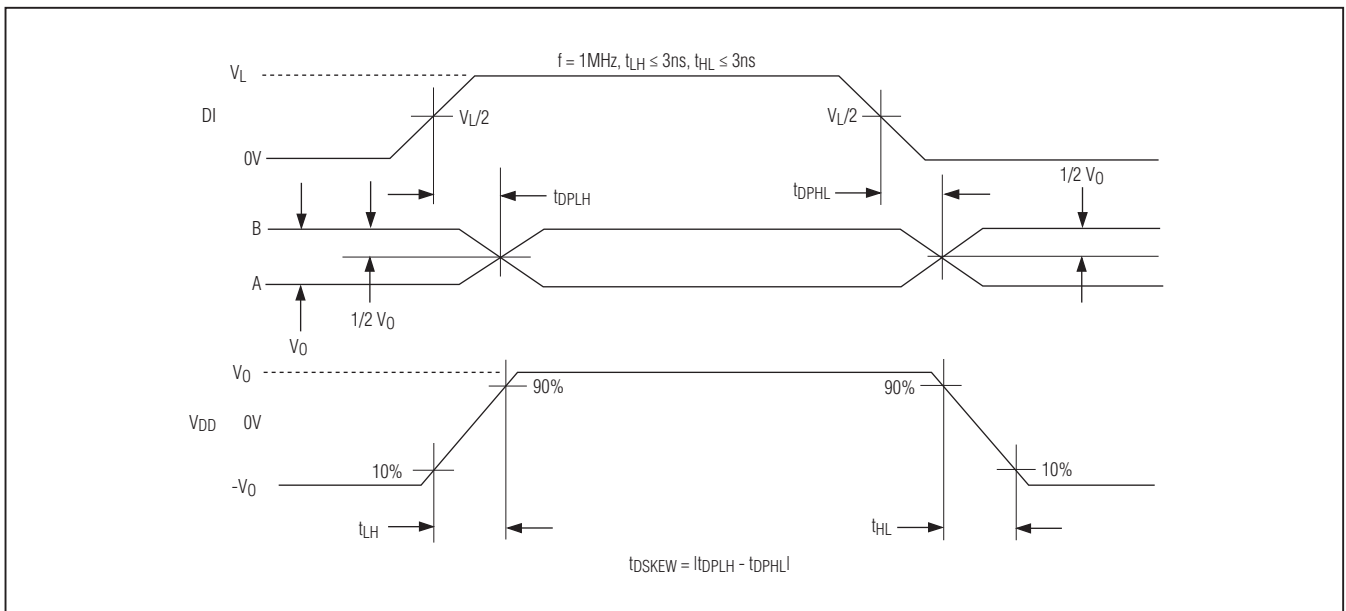 f = 1MHz, tLH ≤ 3ns, tHL ≤ 3ns
VL
DI
VL/2
VL/2
0V
tDPLH
tDPHL
1/2 VO
B
A
1/2 VO
VO
VO
90%
90%
VDD 0V
10%
10%
-VO
tLH
tHL
tDSKEW = |tDPLH - tDPHL|